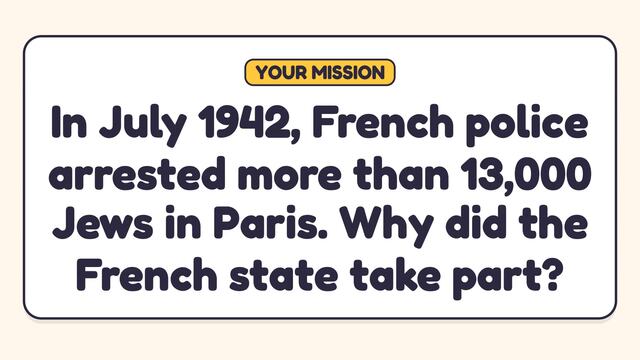 YOUR MISSION
In July 1942, French police
arrested more than 13,000
Jews in Paris. Why did the
French state take part?